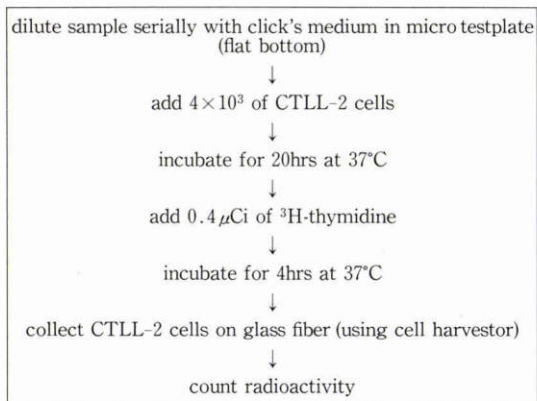 dilute sample serially with click's medium in micro testplate
(flat bottom)
↓
add 4×10³ of CTLL-2 cells
↓
incubate for 20hrs at 37°C
↓
add 0.4μCi of ³H-thymidine
↓
incubate for 4hrs at 37°C
↓
collect CTLL-2 cells on glass fiber (using cell harvestor)
↓
count radioactivity